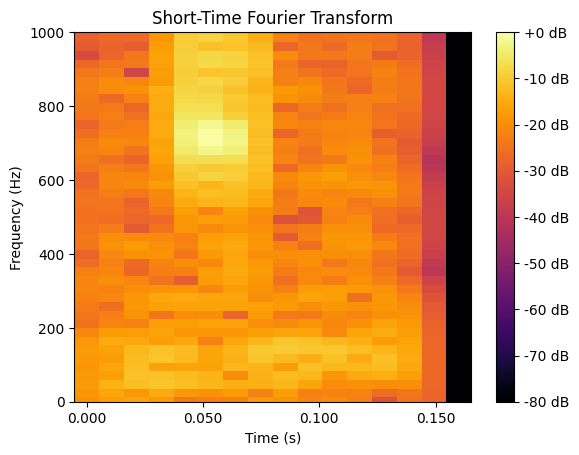 Short-Time Fourier Transform
Frequency (Hz)
1000
800
600
400
200
0
0.000
0.050
0.100
0.150
Time (s)
+0 dB
-10 dB
-20 dB
-30 dB
-40 dB
-50 dB
-60 dB
-70 dB
-80 dB